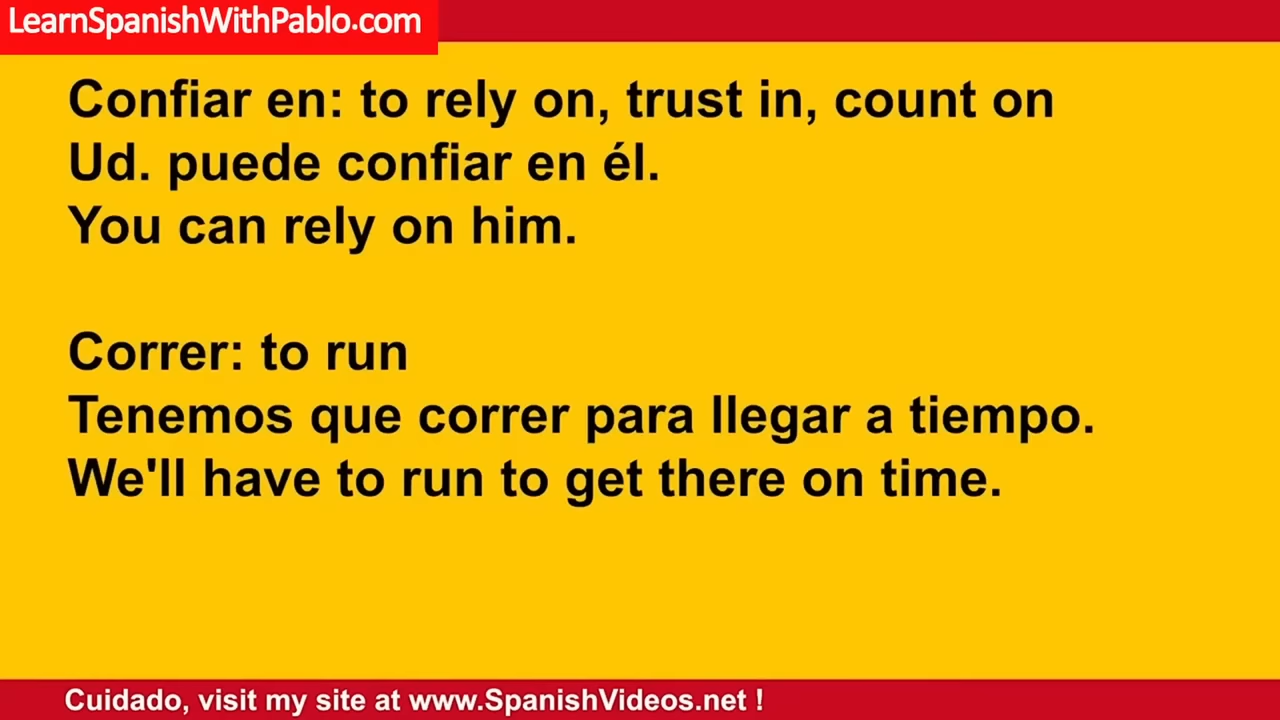 LearnSpanishWithPablo.com
Confiar en: to rely on, trust in, count on
Ud. puede confiar en él.
You can rely on him.
Correr: to run
Tenemos que correr para llegar a tiempo.
We'll have to run to get there on time.
Cuidado, visit my site at www.SpanishVideos.net !